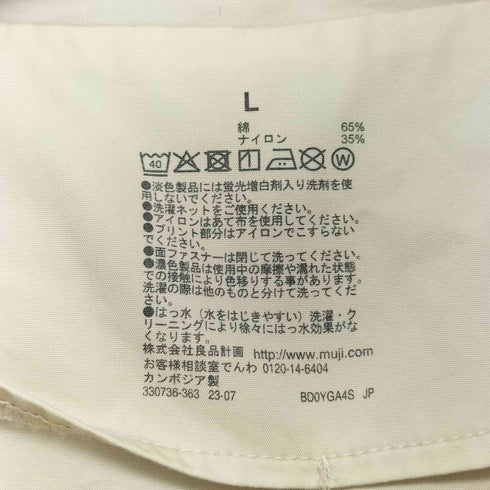 L
綿 65%
ナイロン 35%
40 W
●淡色製品には蛍光増白剤入り洗剤を使
用しないでください。
●洗濯ネットをご使用ください。
●アイロンはあて布を使用してください。
●プリント部分はアイロンでこすらない
でください。
●面ファスナーは閉じて洗ってください。
●濃色製品は使用中の摩擦や濡れた状態
での接触により色移りする事があります。
洗濯の際は他のものと分けて洗ってくだ
さい。
●はっ水（水をはじきやすい）洗濯・ク
リーニングにより徐々にはっ水効果がな
くなります。
株式会社良品計画 http://www.muji.com/
お客様相談室でんわ 0120-14-6404
カンボジア製
330736-363 23-07 BD0YGA4S JP